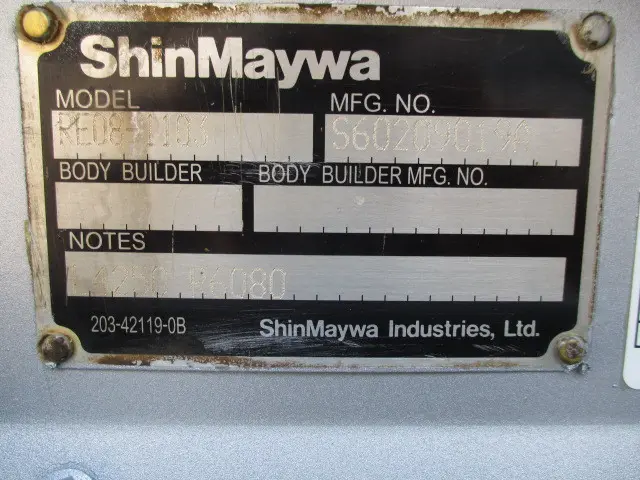 ShinMaywa
MODEL MFG. NO.
S60209019A
BODY BUILDER BODY BUILDER MFG. NO.
NOTES
203-42119-0B ShinMaywa Industries, Ltd.